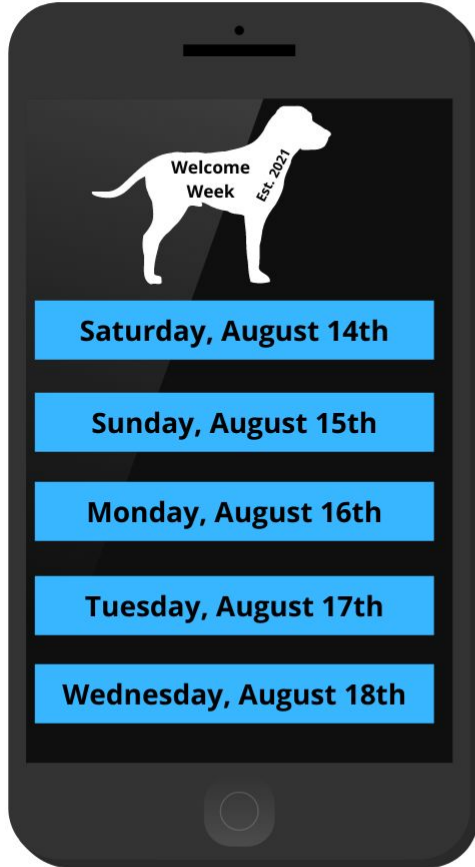 Welcome
Week
Est. 2021
Saturday, August 14th
Sunday, August 15th
Monday, August 16th
Tuesday, August 17th
Wednesday, August 18th